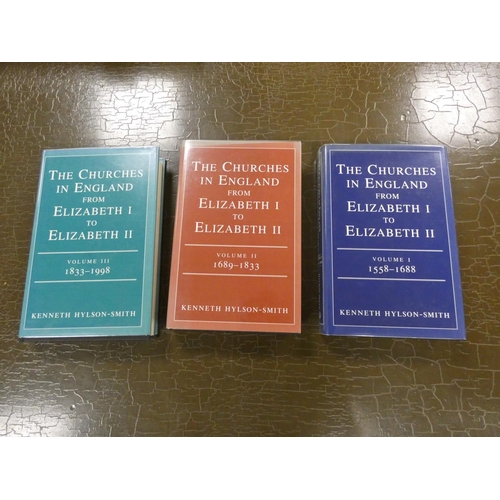 THE CHURCHES
IN ENGLAND
FROM
ELIZABETH I
TO
ELIZABETH II
VOLUME III
1833–1998
KENNETH HYLSON-SMITH
THE CHURCHES
IN ENGLAND
FROM
ELIZABETH I
TO
ELIZABETH II
VOLUME II
1689–1833
KENNETH HYLSON-SMITH
THE CHURCHES
IN ENGLAND
FROM
ELIZABETH I
TO
ELIZABETH II
VOLUME I
1558–1688
KENNETH HYLSON-SMITH